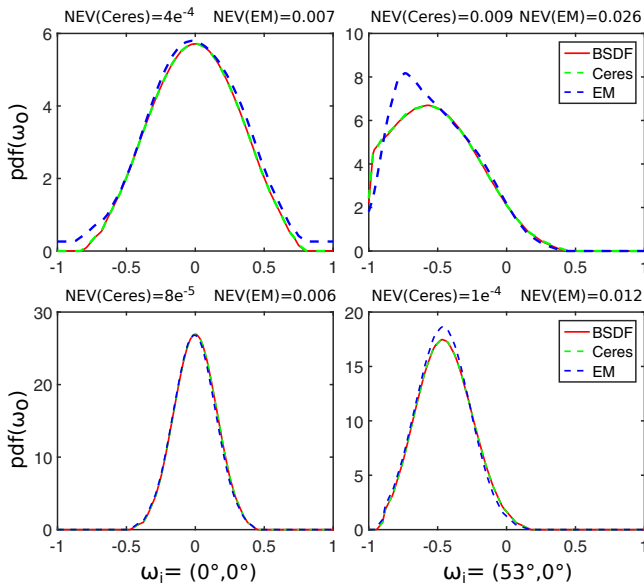 NEV(Ceres)=4e⁻⁴ NEV(EM)=0.007 NEV(Ceres)=0.009 NEV(EM)=0.026
6
4
2
0
pdf(ωₒ)
-1 -0.5 0 0.5 1
10
8
6
4
2
0
BSDF
Ceres
EM
-1 -0.5 0 0.5 1
NEV(Ceres)=8e⁻⁵ NEV(EM)=0.006 NEV(Ceres)=1e⁻⁴ NEV(EM)=0.012
30
20
10
0
pdf(ωₒ)
-1 -0.5 0 0.5 1
20
15
10
5
0
BSDF
Ceres
EM
-1 -0.5 0 0.5 1
ωᵢ= (0°,0°) ωᵢ= (53°,0°)